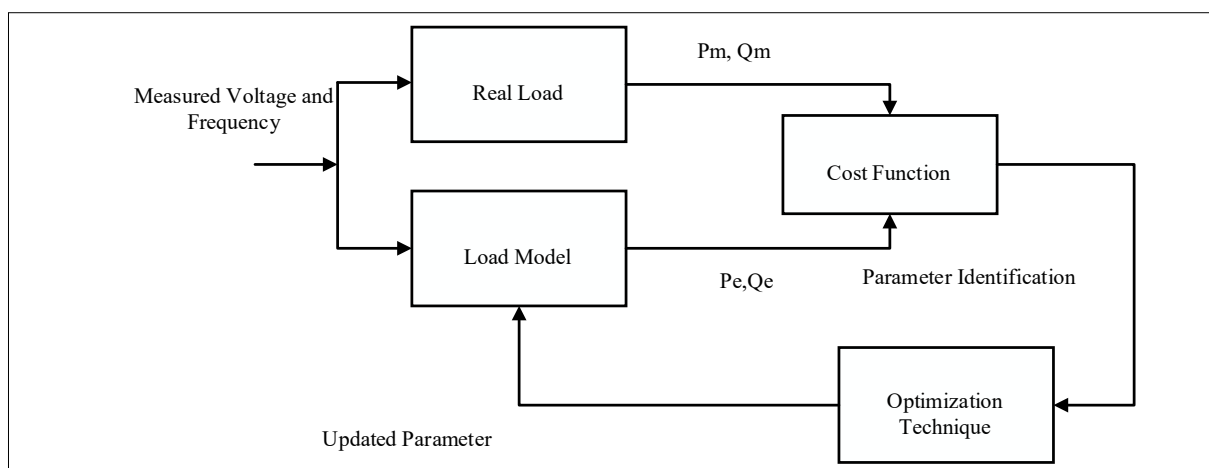 Pm, Qm
Real Load
Measured Voltage and
Frequency
Cost Function
Load Model
Pe,Qe
Parameter Identification
Optimization
Technique
Updated Parameter